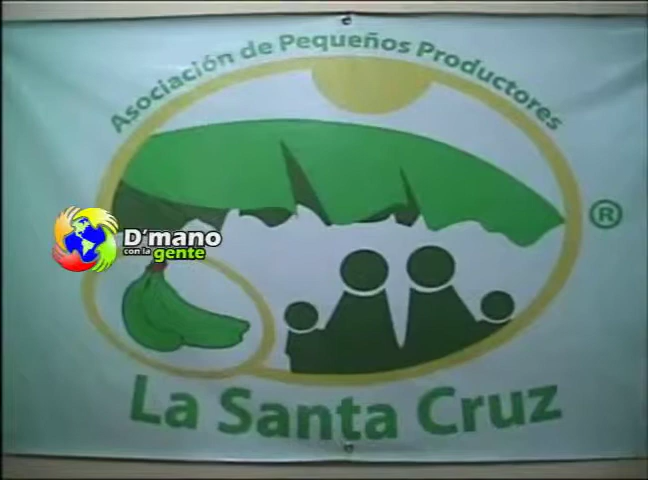 Asociación de Pequeños Productores
®
D'mano
con la gente
La Santa Cruz